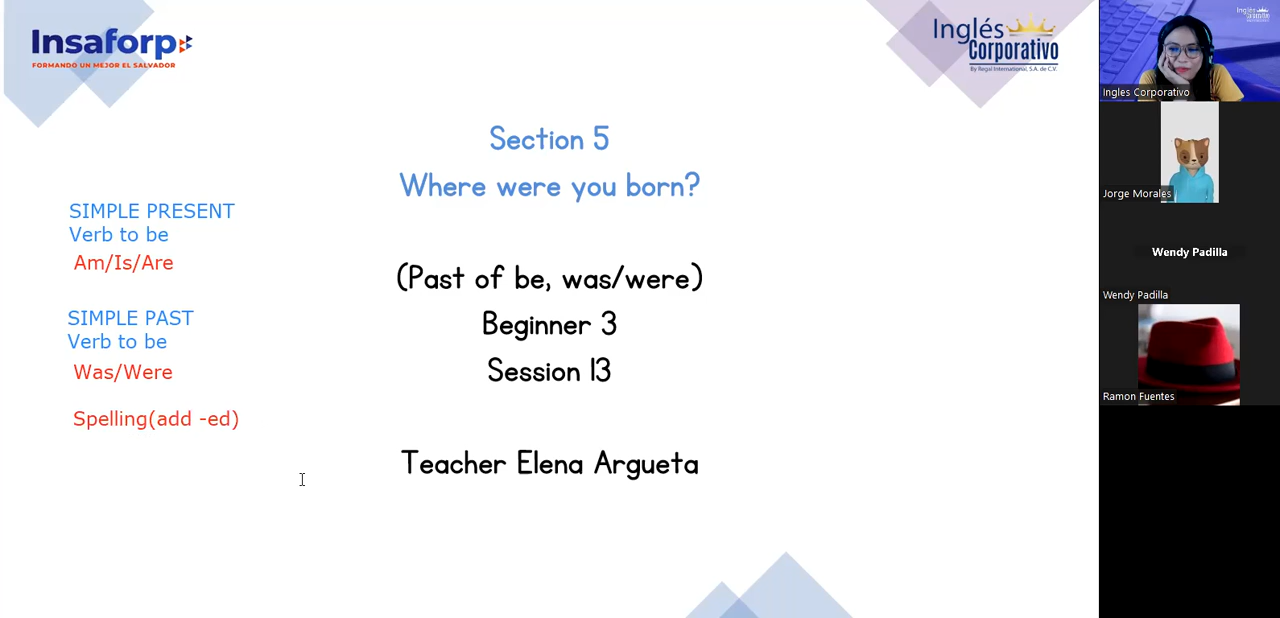 Insaforp
FORMANDO UN MEJOR EL SALVADOR
Inglés
Corporativo
By Regal International, S.A. de C.V.
Section 5
Where were you born?
(Past of be, was/were)
Beginner 3
Session 13
Teacher Elena Argueta
SIMPLE PRESENT
Verb to be
Am/Is/Are
SIMPLE PAST
Verb to be
Was/Were
Spelling(add -ed)
Ingles Corporativo
Jorge Morales
Wendy Padilla
Wendy Padilla
Ramon Fuentes